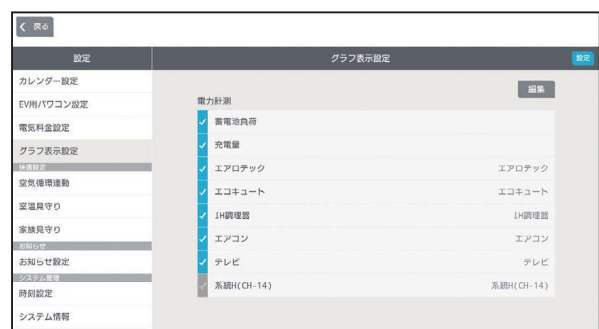 戻る
設定
グラフ表示設定
設定
カレンダー設定
EV用パワコン設定
電気料金設定
グラフ表示設定
快適設定
空気循環連動
室温見守り
家族見守り
お知らせ
お知らせ設定
システム管理
時刻設定
システム情報
編集
電力計測
蓄電池負荷
充電量
エアロテック エアロテック
エコキュート エコキュート
IH調理器 IH調理器
エアコン エアコン
テレビ テレビ
系統H(CH-14) 系統H(CH-14)